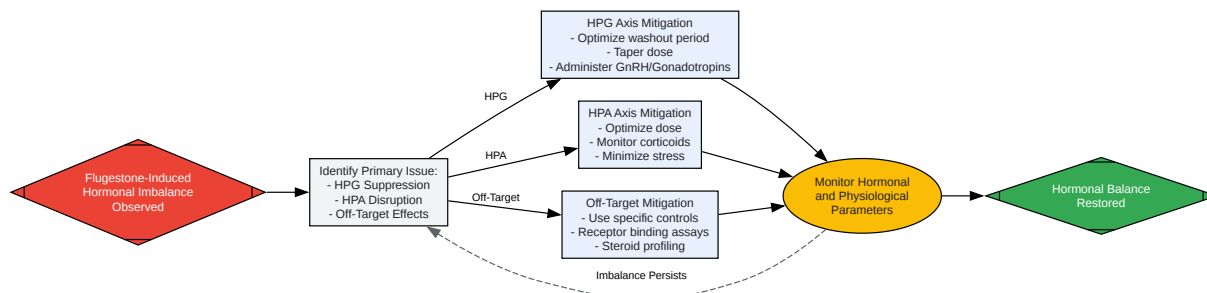 Flugestone-Induced
Hormonal Imbalance
Observed
Identify Primary Issue:
- HPG Suppression
- HPA Disruption
- Off-Target Effects
HPG
HPA
Off-Target
HPG Axis Mitigation
- Optimize washout period
- Taper dose
- Administer GnRH/Gonadotropins
HPA Axis Mitigation
- Optimize dose
- Monitor corticoids
- Minimize stress
Off-Target Mitigation
- Use specific controls
- Receptor binding assays
- Steroid profiling
Monitor Hormonal
and Physiological
Parameters
Imbalance Persists
Hormonal Balance
Restored